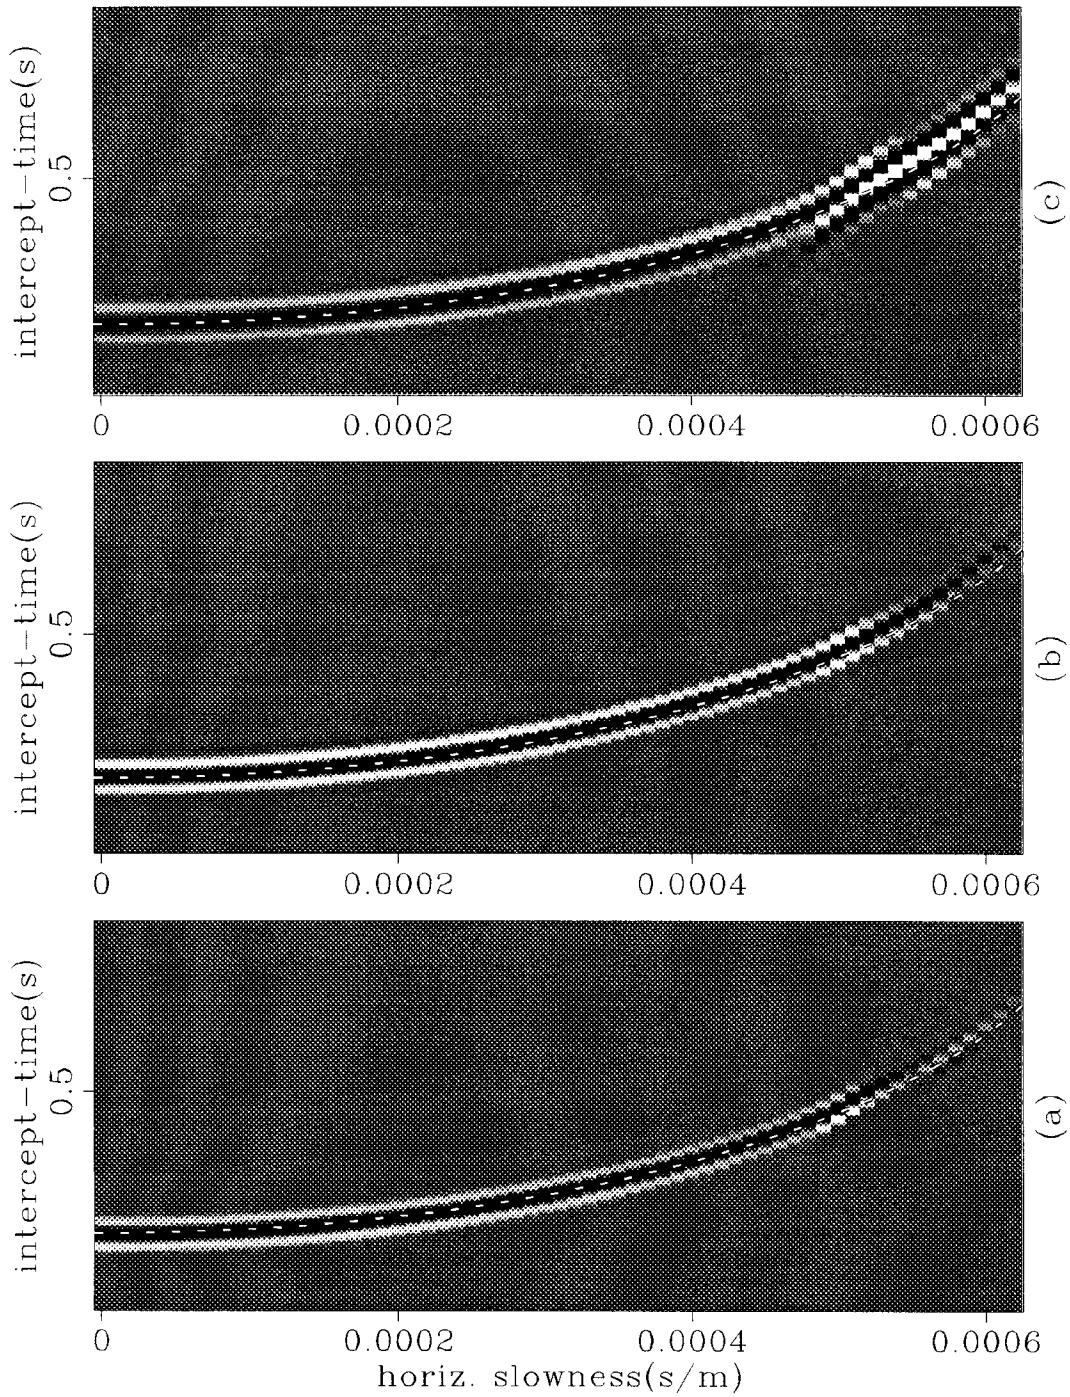 intercept-time(s)
0.5
(c)
0 0.0002 0.0004 0.0006
intercept-time(s)
0.5
(b)
0 0.0002 0.0004 0.0006
intercept-time(s)
0.5
(a)
0 0.0002 0.0004 0.0006
horiz. slowness(s/m)